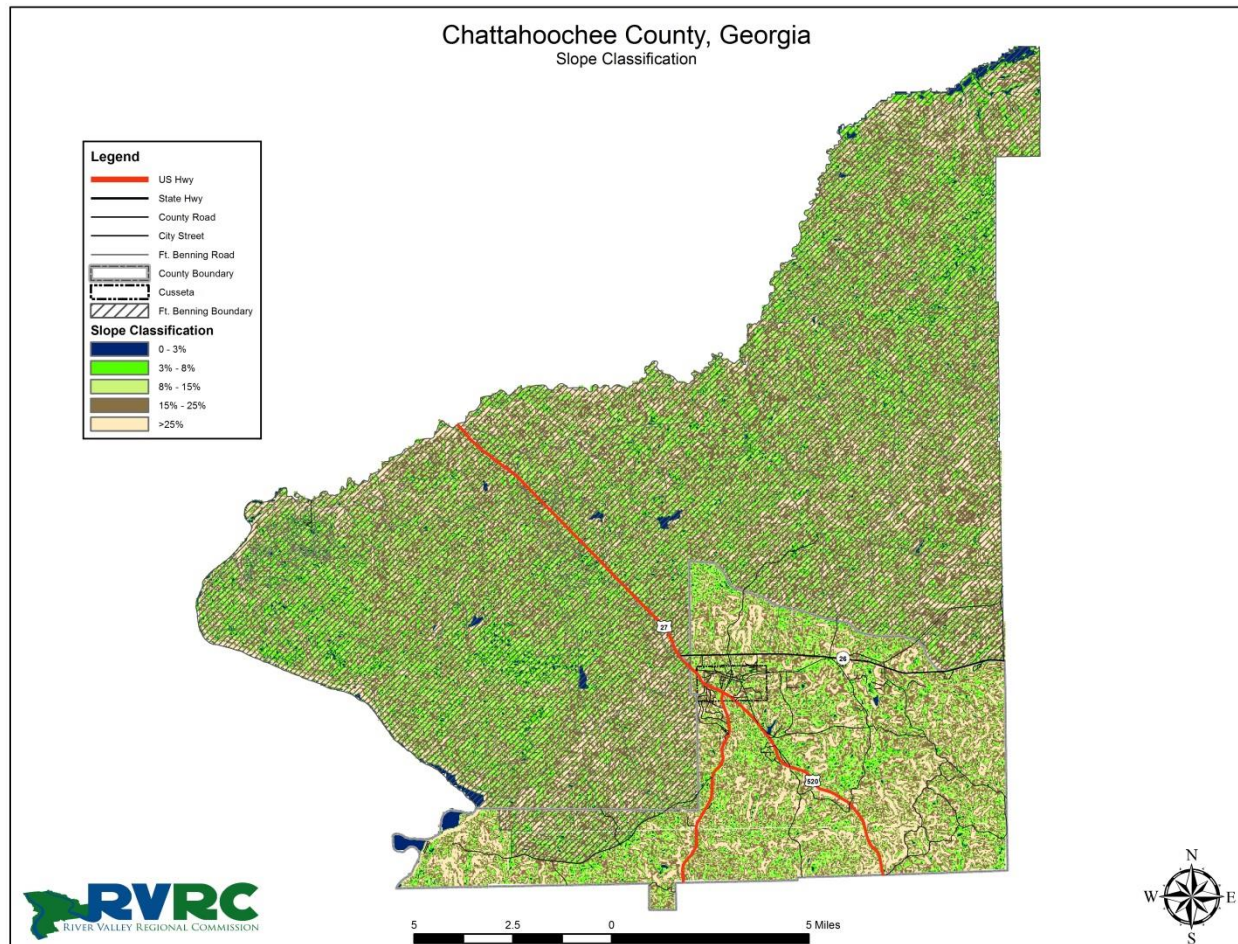 Chattahoochee County, Georgia
Slope Classification
Legend
US Hwy
State Hwy
County Road
City Street
Ft. Benning Road
County Boundary
Cusseta
Ft. Benning Boundary
Slope Classification
0 - 3%
3% - 8%
8% - 15%
15% - 25%
>25%
27
26
520
RVRC
RIVER VALLEY REGIONAL COMMISSION
5 2.5 0 5 Miles
N
W E
S